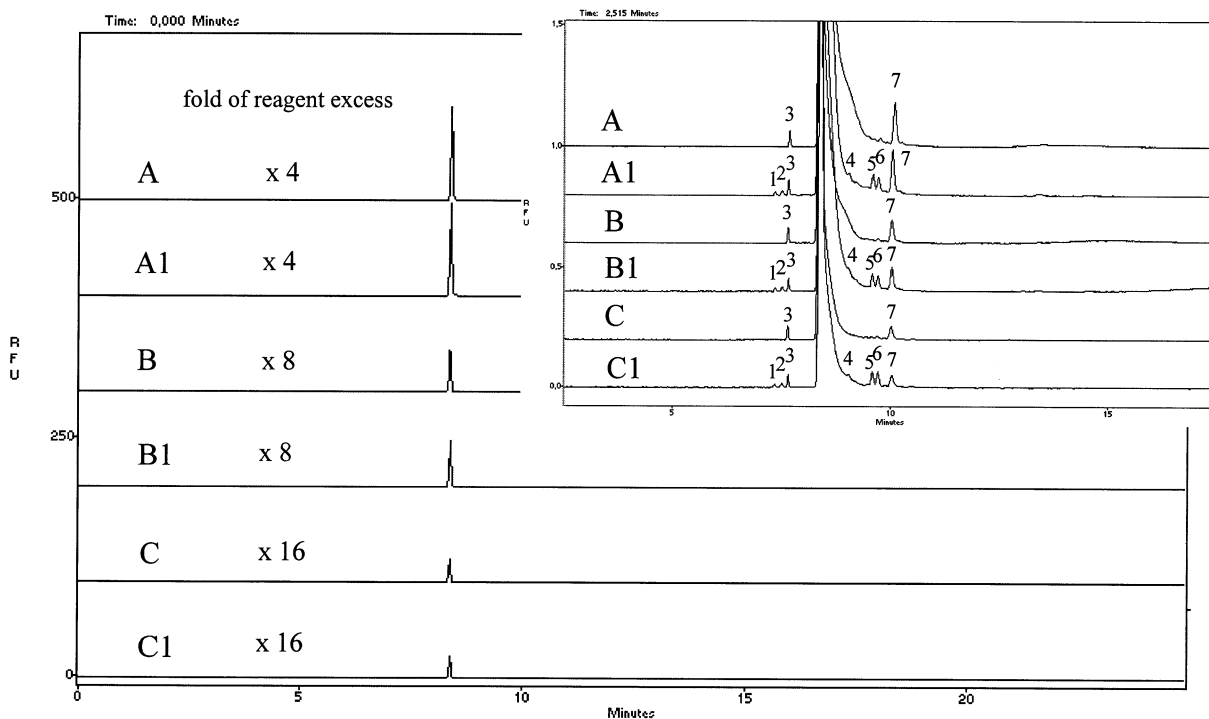 Time: 0,000 Minutes
fold of reagent excess
A x 4
500
A1 x 4
B x 8
250
B1 x 8
C x 16
C1 x 16
0
R
F
U
0 5 10 15 20
Minutes
Time: 2,515 Minutes
1,5
R
F
U
A 3 7
1,0
A1 1 2 3 4 5 6 7
B 3 7
0,5
B1 1 2 3 4 5 6 7
C 3 7
C1 1 2 3 4 5 6 7
0,0
5 10 15
Minutes